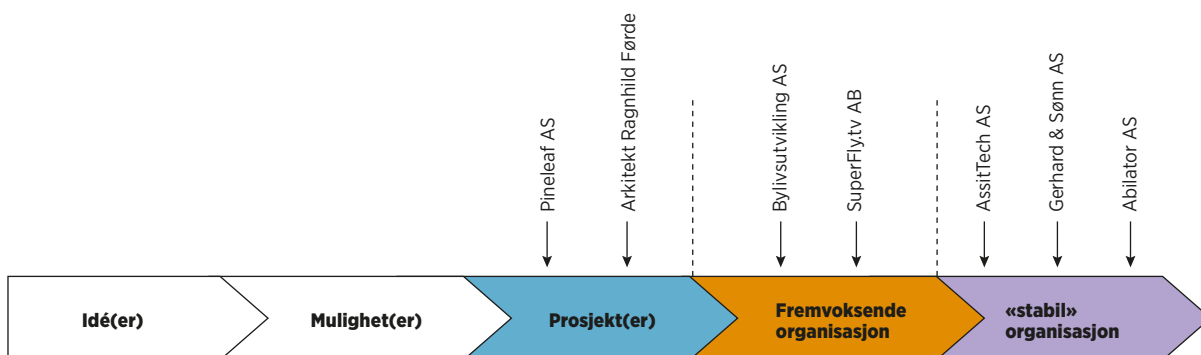 Pineleaf AS
Arkitekt Ragnhild Førde
Bylivsutvikling AS
SuperFly.tv AB
AssitTech AS
Gerhard & Sønn AS
Abilator AS
Idé(er)
Mulighet(er)
Prosjekt(er)
Fremvoksende
organisasjon
«stabil»
organisasjon